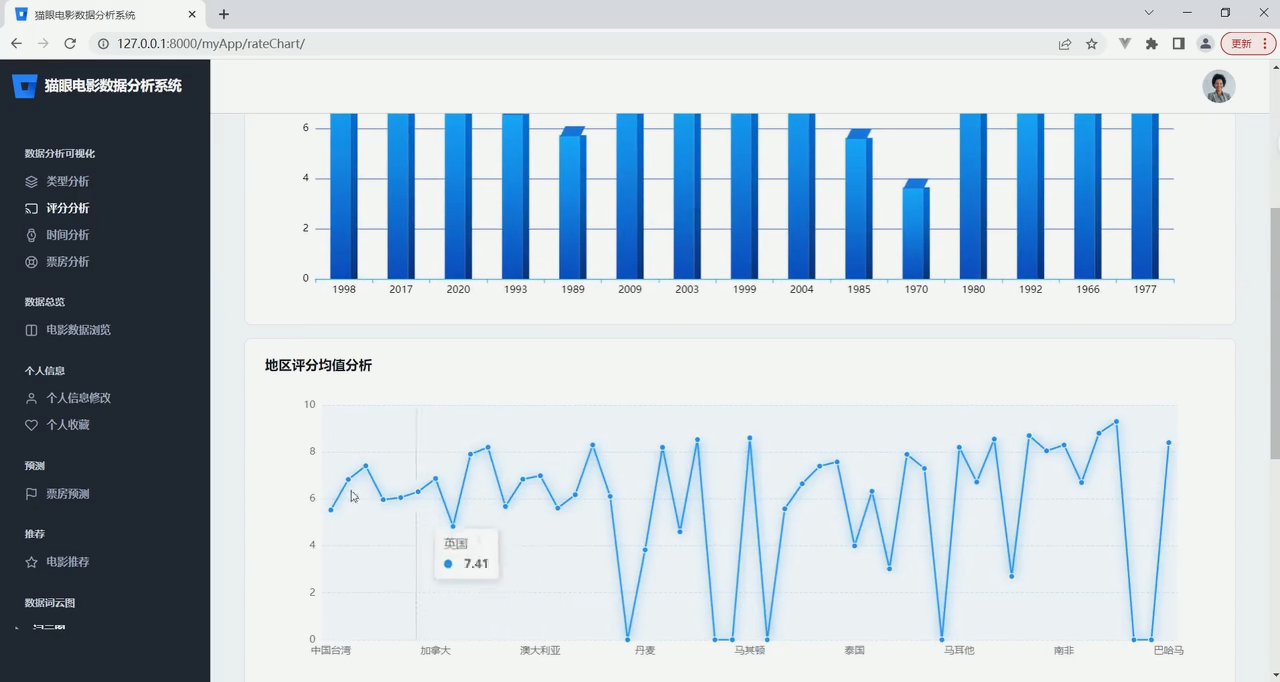 猫眼电影数据分析系统
127.0.0.1:8000/myApp/rateChart/
更新
猫眼电影数据分析系统
数据分析可视化
类型分析
评分分析
时间分析
票房分析
数据总览
电影数据浏览
个人信息
个人信息修改
个人收藏
预测
票房预测
推荐
电影推荐
数据词云图
词云图
6
4
2
0
1998 2017 2020 1993 1989 2009 2003 1999 2004 1985 1970 1980 1992 1966 1977
地区评分均值分析
10
8
6
4
2
0
英国
7.41
中国台湾 加拿大 澳大利亚 丹麦 马其顿 泰国 马耳他 南非 巴哈马